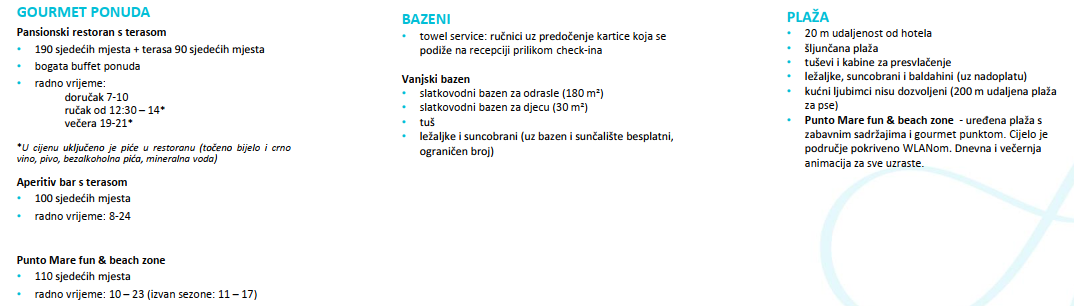 GOURMET PONUDA
Pansionski restoran s terasom
• 190 sjedećih mjesta + terasa 90 sjedećih mjesta
• bogata buffet ponuda
• radno vrijeme:
doručak 7-10
ručak od 12:30 – 14*
večera 19-21*
*U cijenu uključeno je piće u restoranu (točeno bijelo i crno
vino, pivo, bezalkoholna pića, mineralna voda)
Aperitiv bar s terasom
• 100 sjedećih mjesta
• radno vrijeme: 8-24
Punto Mare fun & beach zone
• 110 sjedećih mjesta
• radno vrijeme: 10 – 23 (izvan sezone: 11 – 17)
BAZENI
• towel service: ručnici uz predočenje kartice koja se
podiže na recepciji prilikom check-ina
Vanjski bazen
• slatkovodni bazen za odrasle (180 m²)
• slatkovodni bazen za djecu (30 m²)
• tuš
• ležaljke i suncobrani (uz bazen i sunčalište besplatni,
ograničen broj)
PLAŽA
• 20 m udaljenost od hotela
• šljunčana plaža
• tuševi i kabine za presvlačenje
• ležaljke, suncobrani i baldahini (uz nadoplatu)
• kućni ljubimci nisu dozvoljeni (200 m udaljena plaža
za pse)
• Punto Mare fun & beach zone - uređena plaža s
zabavnim sadržajima i gourmet punktom. Cijelo je
područje pokriveno WLANom. Dnevna i večernja
animacija za sve uzraste.